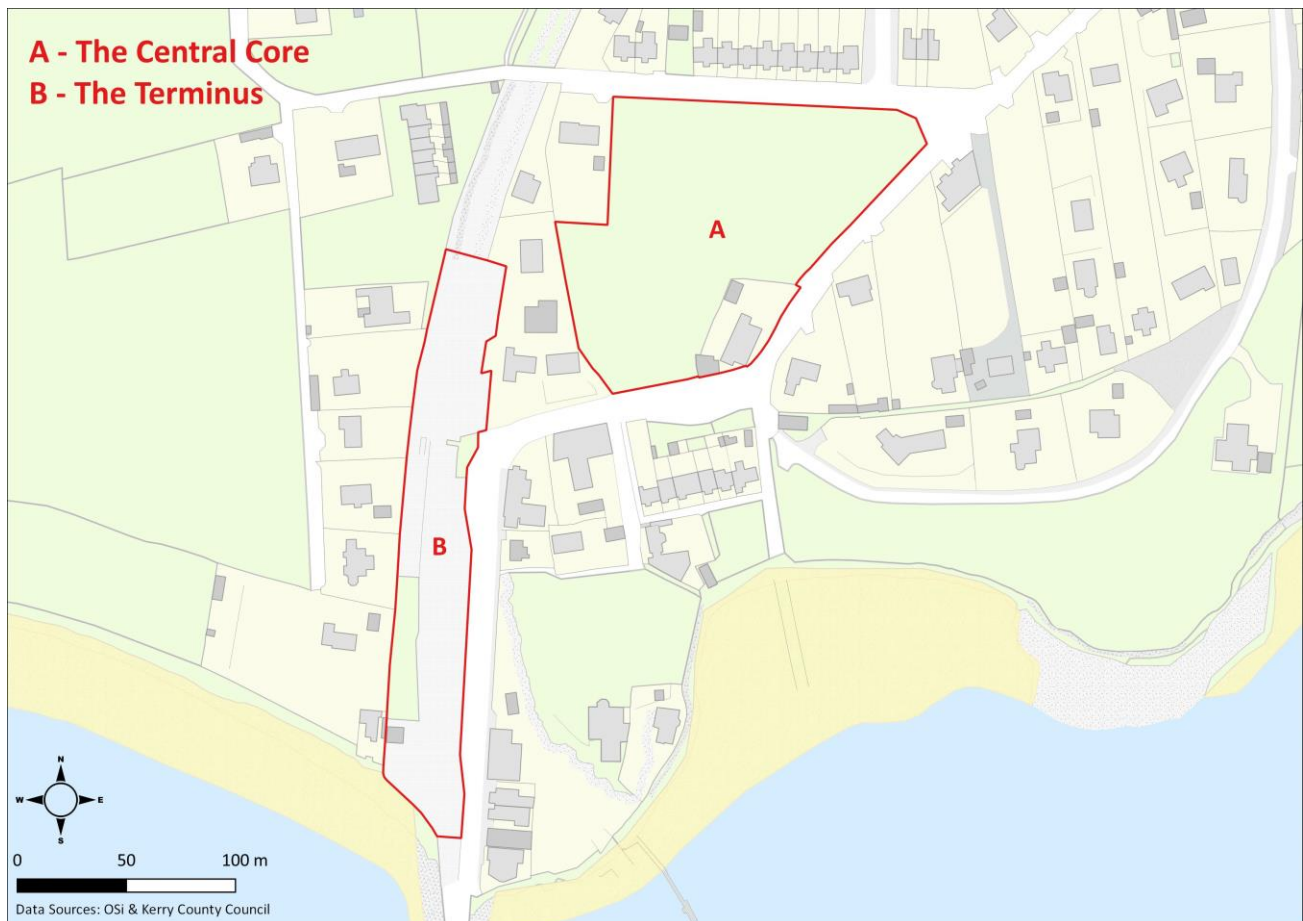 A - The Central Core
B - The Terminus
A
B
N
W E
S
0 50 100 m
Data Sources: OSi & Kerry County Council